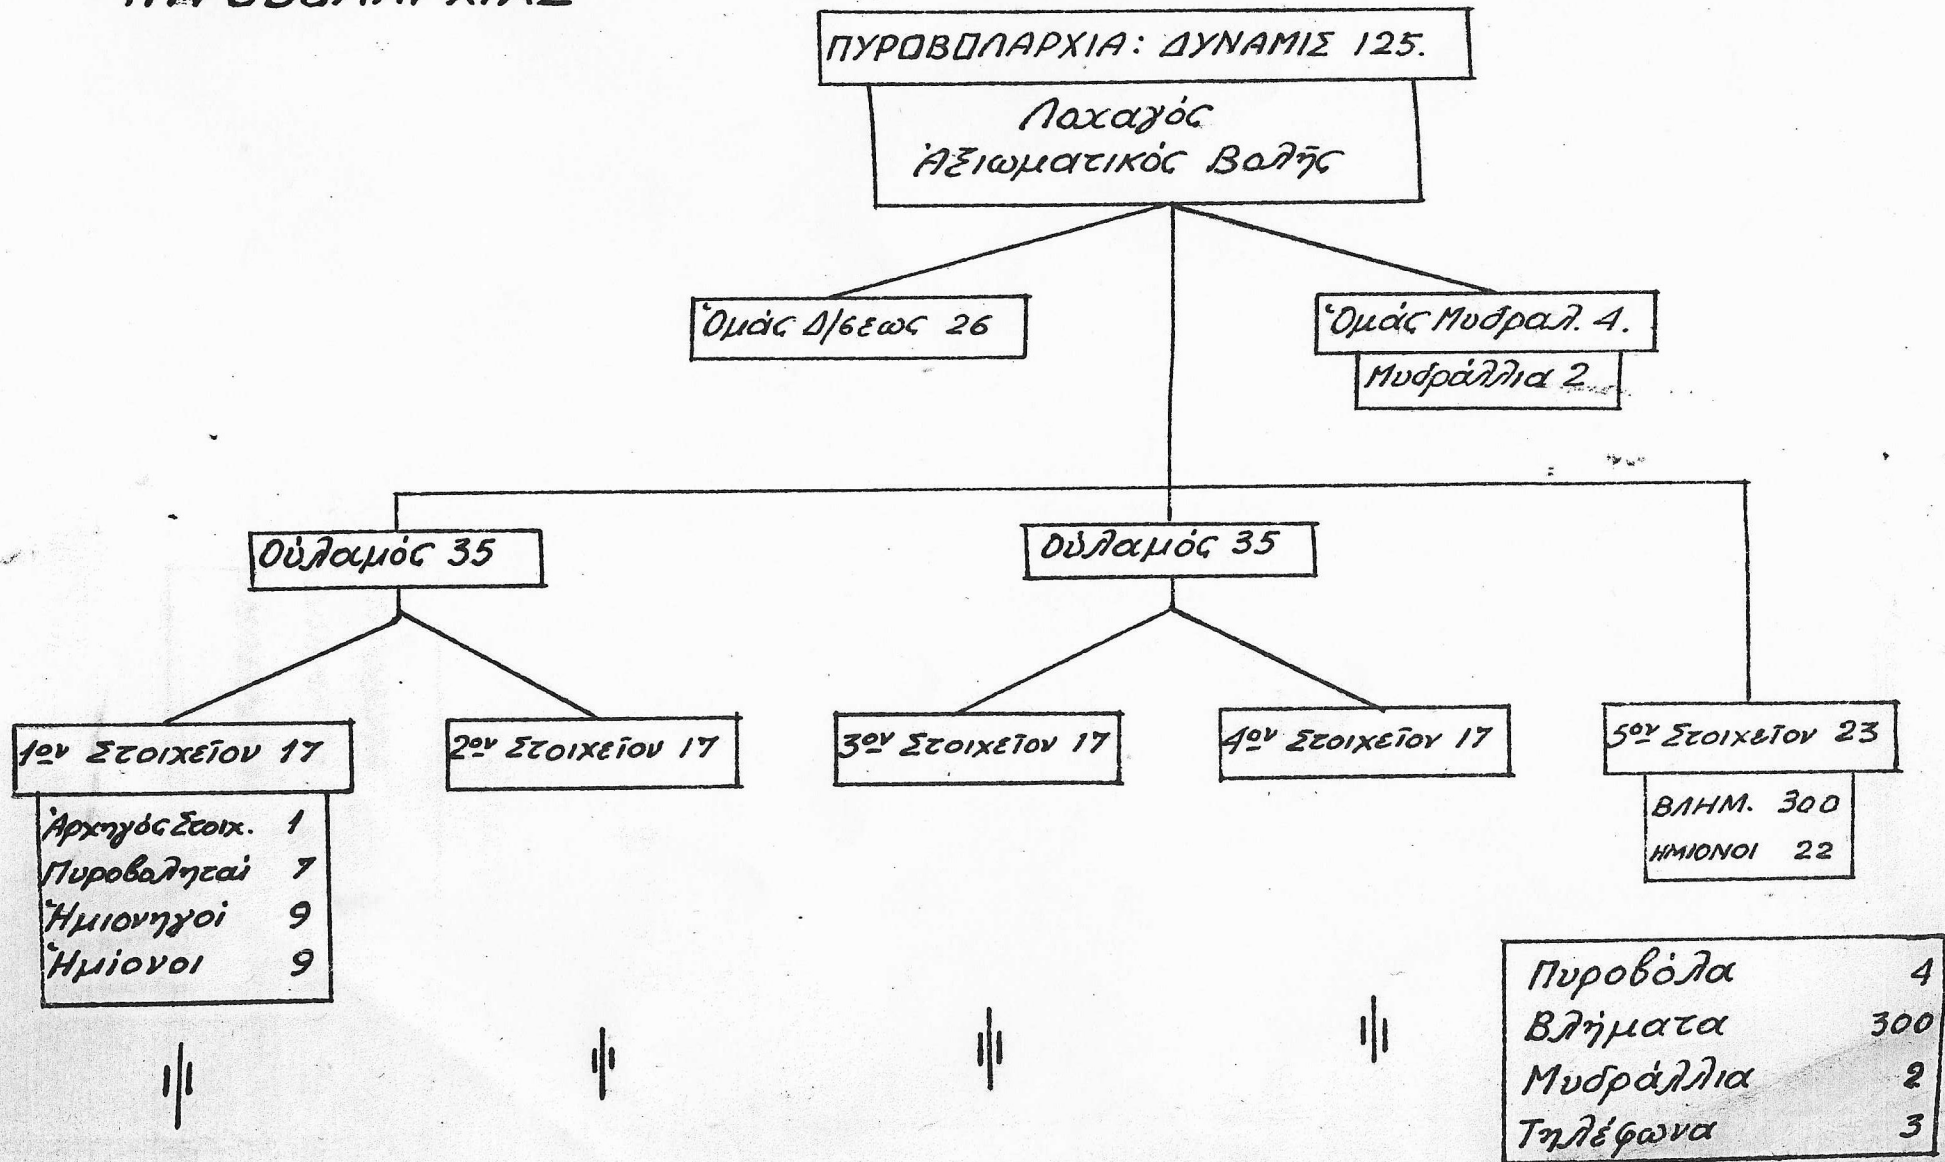 ΠΥΡΟΒΟΛΑΡΧΙΑΣ
ΠΥΡΟΒΟΛΑΡΧΙΑ: ΔΥΝΑΜΙΣ 125.
Λοχαγός
Ἀξιωματικός Βολῆς
Ὁμάς Δ/σεως 26
Ὁμάς Μυδραλ. 4.
Μυδράλλια 2
Οὐλαμός 35
Οὐλαμός 35
1ον Στοιχεῖον 17
2ον Στοιχεῖον 17
3ον Στοιχεῖον 17
4ον Στοιχεῖον 17
5ον Στοιχεῖον 23
Ἀρχηγός Στοιχ. 1
Πυροβοληταί 7
Ἡμιονηγοί 9
Ἡμίονοι 9
ΒΛΗΜ. 300
ΗΜΙΟΝΟΙ 22
Πυροβόλα 4
Βλήματα 300
Μυδράλλια 2
Τηλέφωνα 3